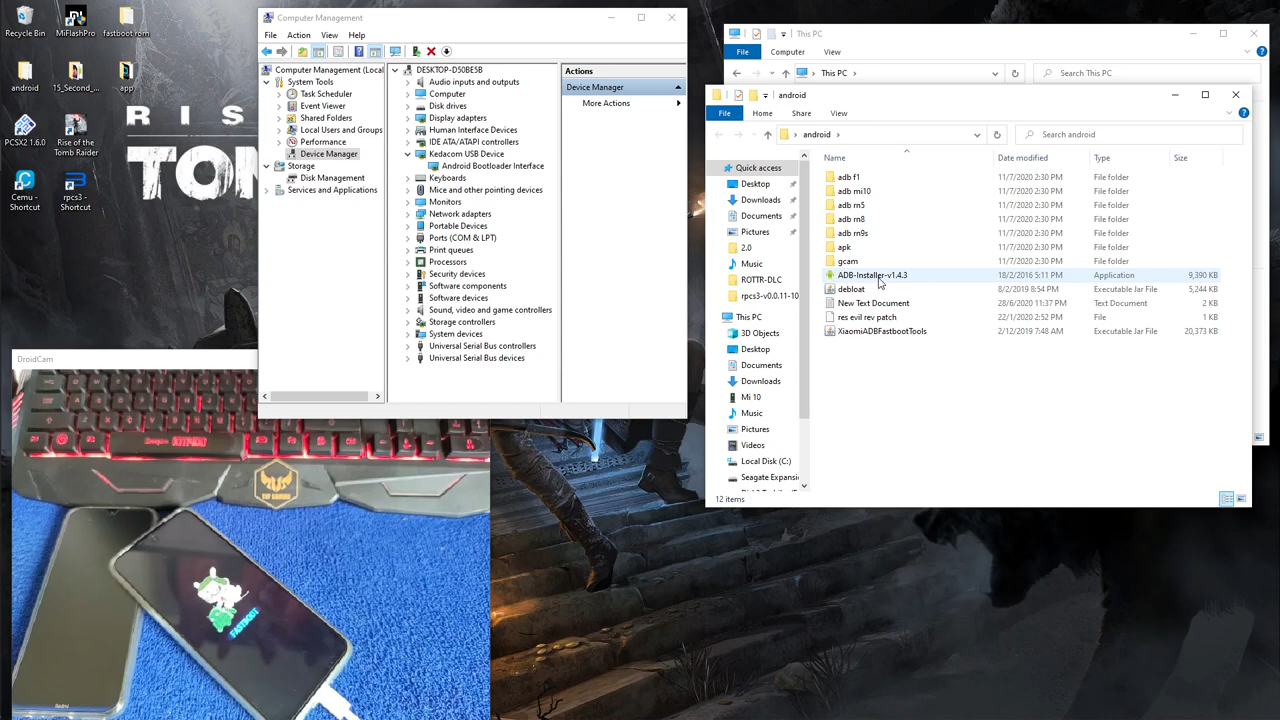 Recycle Bin
MiFlashPro
fastboot rom
android
15_Second_...
app
PCSX2 1.6.0
Rise of the
Tomb Raider
Cemu -
Shortcut
rpcs3 -
Shortcut
RIS
TOM
Computer Management
File Action View Help
Computer Management (Local
System Tools
Task Scheduler
Event Viewer
Shared Folders
Local Users and Groups
Performance
Device Manager
Storage
Disk Management
Services and Applications
DESKTOP-D50BE5B
Audio inputs and outputs
Computer
Disk drives
Display adapters
Human Interface Devices
IDE ATA/ATAPI controllers
Kedacom USB Device
Android Bootloader Interface
Keyboards
Mice and other pointing devices
Monitors
Network adapters
Portable Devices
Ports (COM & LPT)
Print queues
Processors
Security devices
Software components
Software devices
Sound, video and game controllers
Storage controllers
System devices
Universal Serial Bus controllers
Universal Serial Bus devices
Actions
Device Manager
More Actions
This PC
File Computer View
This PC
Search This PC
android
File Home Share View
android
Search android
Quick access
Desktop
Downloads
Documents
Pictures
2.0
Music
ROTTR-DLC
rpcs3-v0.0.11-10
This PC
3D Objects
Desktop
Documents
Downloads
Mi 10
Music
Pictures
Videos
Local Disk (C:)
Seagate Expansi
Name Date modified Type Size
adb f1 11/7/2020 2:30 PM File folder
adb mi10 11/7/2020 2:30 PM File folder
adb rn5 11/7/2020 2:30 PM File folder
adb rn8 11/7/2020 2:30 PM File folder
adb rn9s 11/7/2020 2:30 PM File folder
apk 11/7/2020 2:30 PM File folder
gcam 11/7/2020 2:30 PM File folder
ADB-Installer-v1.4.3 18/2/2016 5:11 PM Application 9,390 KB
debloat 8/2/2019 8:54 PM Executable Jar File 5,244 KB
New Text Document 28/6/2020 11:37 PM Text Document 2 KB
res evil rev patch 22/1/2020 2:52 PM File 1 KB
XiaomiADBFastbootTools 2/12/2019 7:48 AM Executable Jar File 20,373 KB
12 items
DroidCam
TUF GAMING
FASTBOOT
Redmi